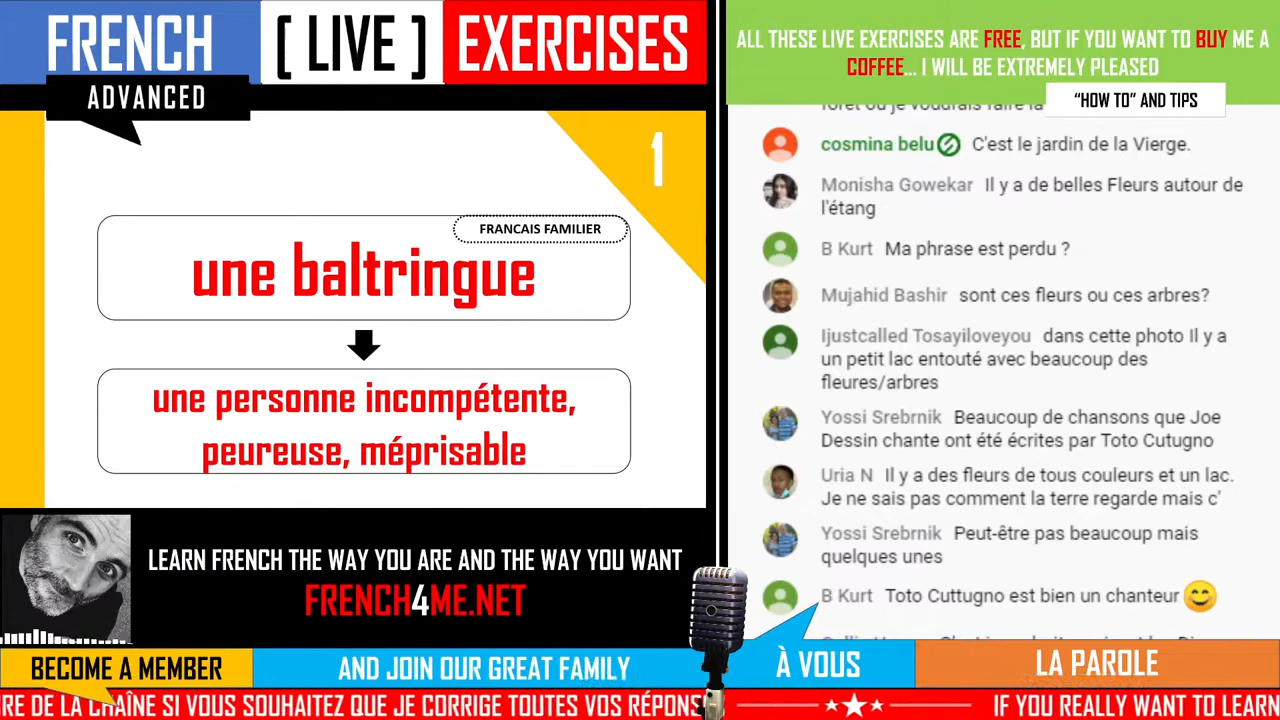 FRENCH
[ LIVE ]
EXERCISES
ADVANCED
1
FRANCAIS FAMILIER
une baltringue
une personne incompétente,
peureuse, méprisable
LEARN FRENCH THE WAY YOU ARE AND THE WAY YOU WANT
FRENCH4ME.NET
BECOME A MEMBER
AND JOIN OUR GREAT FAMILY
ALL THESE LIVE EXERCISES ARE FREE, BUT IF YOU WANT TO BUY ME A
COFFEE... I WILL BE EXTREMELY PLEASED
"HOW TO" AND TIPS
cosmina belu C'est le jardin de la Vierge.
Monisha Gowekar Il y a de belles Fleurs autour de
l'étang
B Kurt Ma phrase est perdu ?
Mujahid Bashir sont ces fleurs ou ces arbres?
Ijustcalled Tosayiloveyou dans cette photo Il y a
un petit lac entouté avec beaucoup des
fleures/arbres
Yossi Srebrnik Beaucoup de chansons que Joe
Dessin chante ont été écrites par Toto Cutugno
Uria N Il y a des fleurs de tous couleurs et un lac.
Je ne sais pas comment la terre regarde mais c'
Yossi Srebrnik Peut-être pas beaucoup mais
quelques unes
B Kurt Toto Cuttugno est bien un chanteur 😊
À VOUS
LA PAROLE
RE DE LA CHAÎNE SI VOUS SOUHAITEZ QUE JE CORRIGE TOUTES VOS RÉPONS
IF YOU REALLY WANT TO LEARN